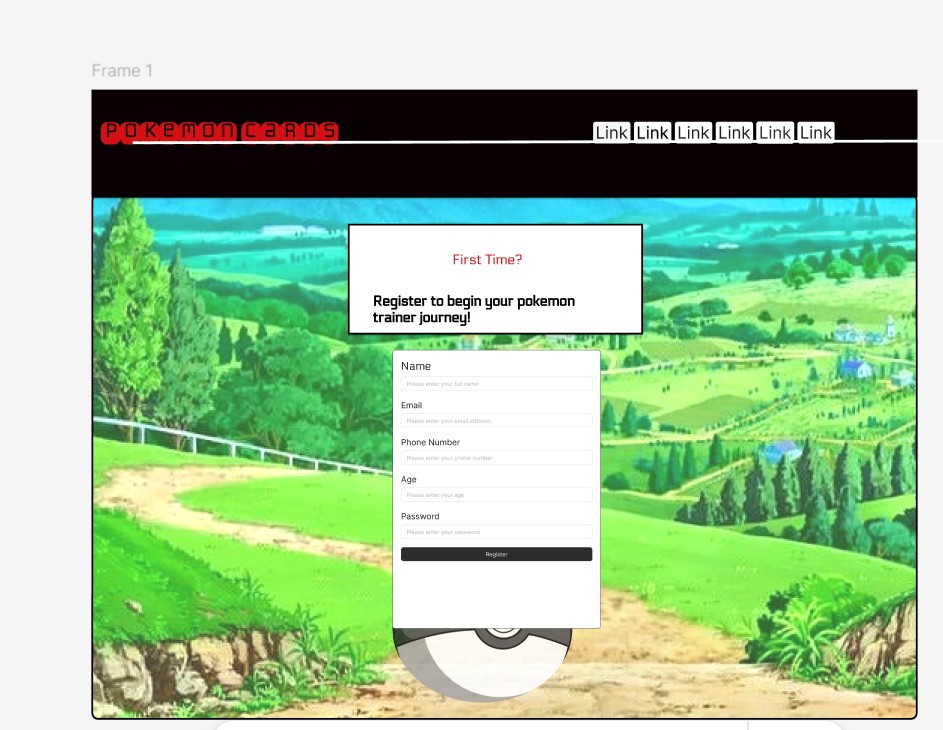 Frame 1
POKEMON CARDS
Link Link Link Link Link Link
First Time?
Register to begin your pokemon
trainer journey!
Name
Please enter your full name
Email
Please enter your email address
Phone Number
Please enter your phone number
Age
Please enter your age
Password
Please enter your password
Register